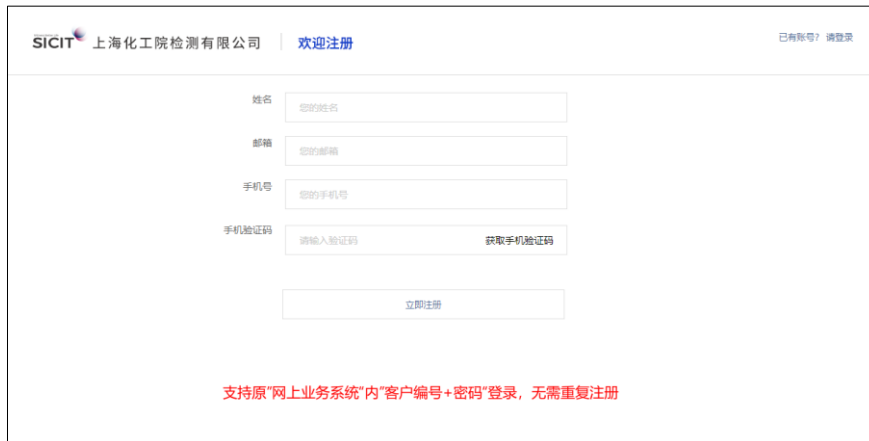 SICIT 上海化工院检测有限公司 欢迎注册 已有账号? 请登录
姓名 您的姓名
邮箱 您的邮箱
手机号 您的手机号
手机验证码 请输入验证码 获取手机验证码
立即注册
支持原"网上业务系统"内"客户编号+密码"登录，无需重复注册